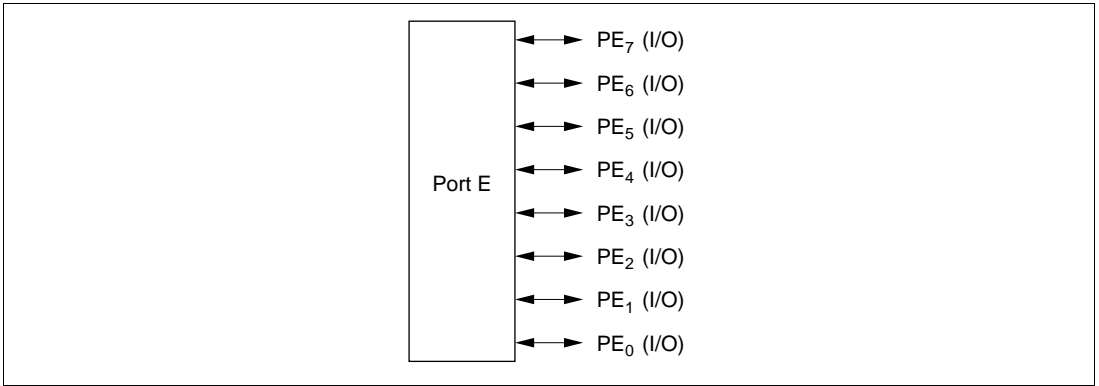 PE₇ (I/O)
PE₆ (I/O)
PE₅ (I/O)
PE₄ (I/O)
Port E
PE₃ (I/O)
PE₂ (I/O)
PE₁ (I/O)
PE₀ (I/O)